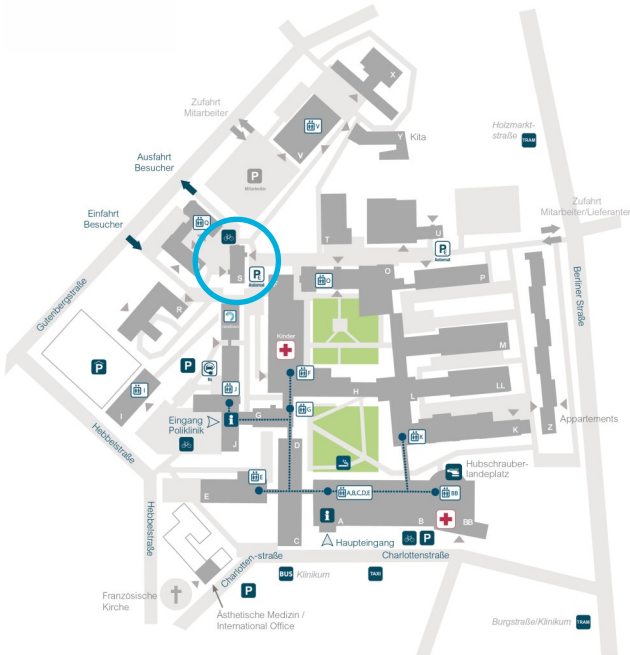 X
Zufahrt
Mitarbeiter
V
V
Y
Kita
Holzmarkt-
straße
TRAM
Ausfahrt
Besucher
P
Mitarbeiter
Einfahrt
Besucher
Q
T
U
P
Automat
Zufahrt
Mitarbeiter/Lieferanten
S
P
Automat
O
O
P
Gutenbergstraße
R
Berliner Straße
Kinder
M
P
P
F
H
L
LL
I
I
J
G
G
Eingang
Poliklinik
i
J
D
K
K
Z
Appartements
Hebbelstraße
Hubschrauber-
landeplatz
E
E
A,B,C,D,E
BB
i
A
B
BB
C
Haupteingang
P
Charlottenstraße
Hebbelstraße
Charlotten-straße
BUS
Klinikum
TAXI
P
Französische
Kirche
Ästhetische Medizin /
International Office
Burgstraße/Klinikum
TRAM